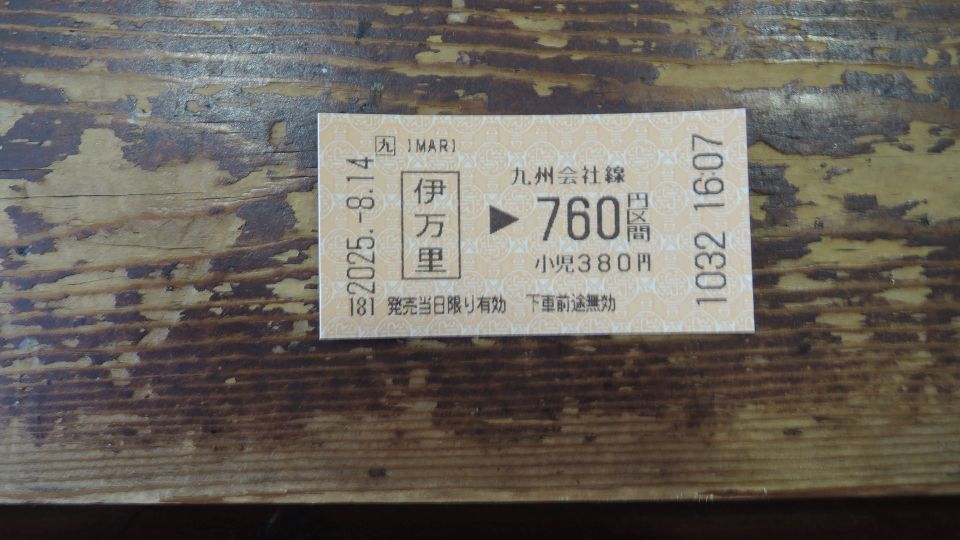 九 IMARI
伊万里
▶
九州会社線
760円区間
小児380円
2025.-8.14
1032 16:07
181 発売当日限り有効 下車前途無効